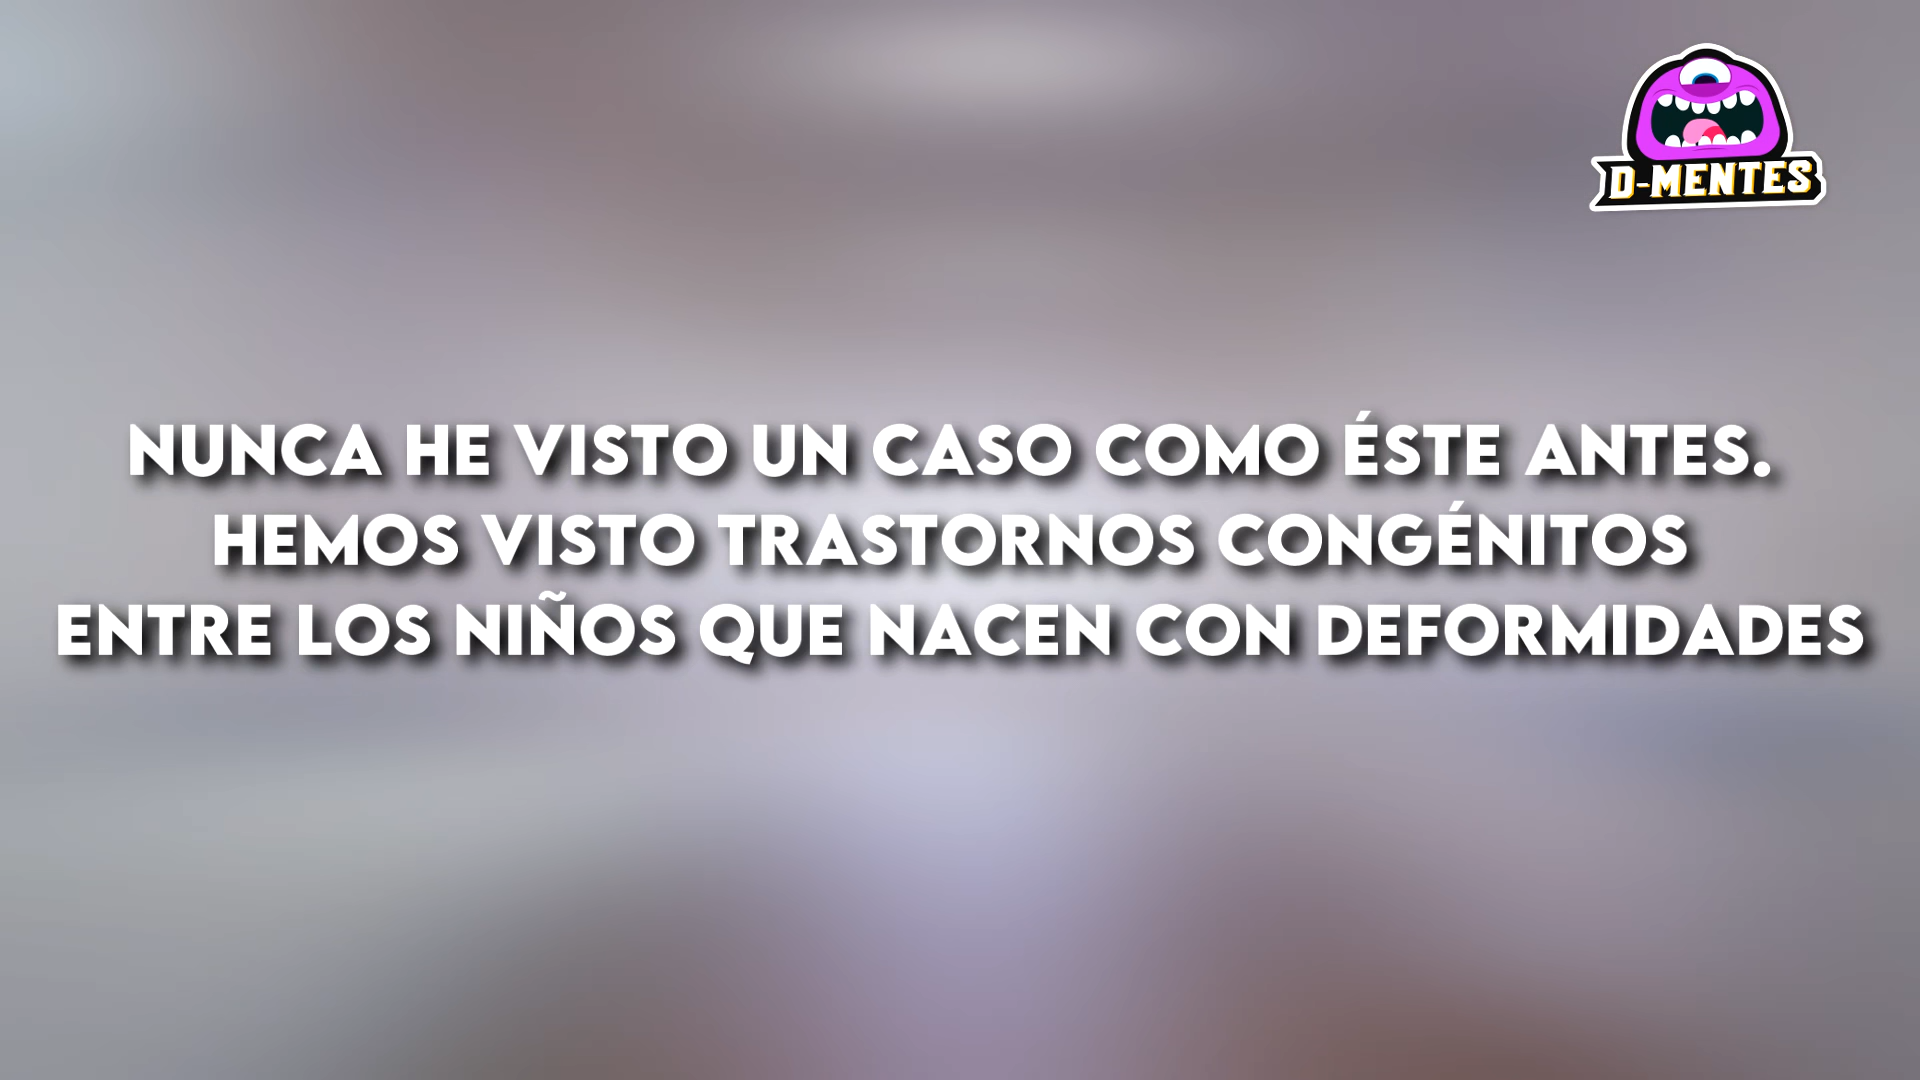 D-MENTES
NUNCA HE VISTO UN CASO COMO ÉSTE ANTES.
HEMOS VISTO TRASTORNOS CONGÉNITOS
ENTRE LOS NIÑOS QUE NACEN CON DEFORMIDADES